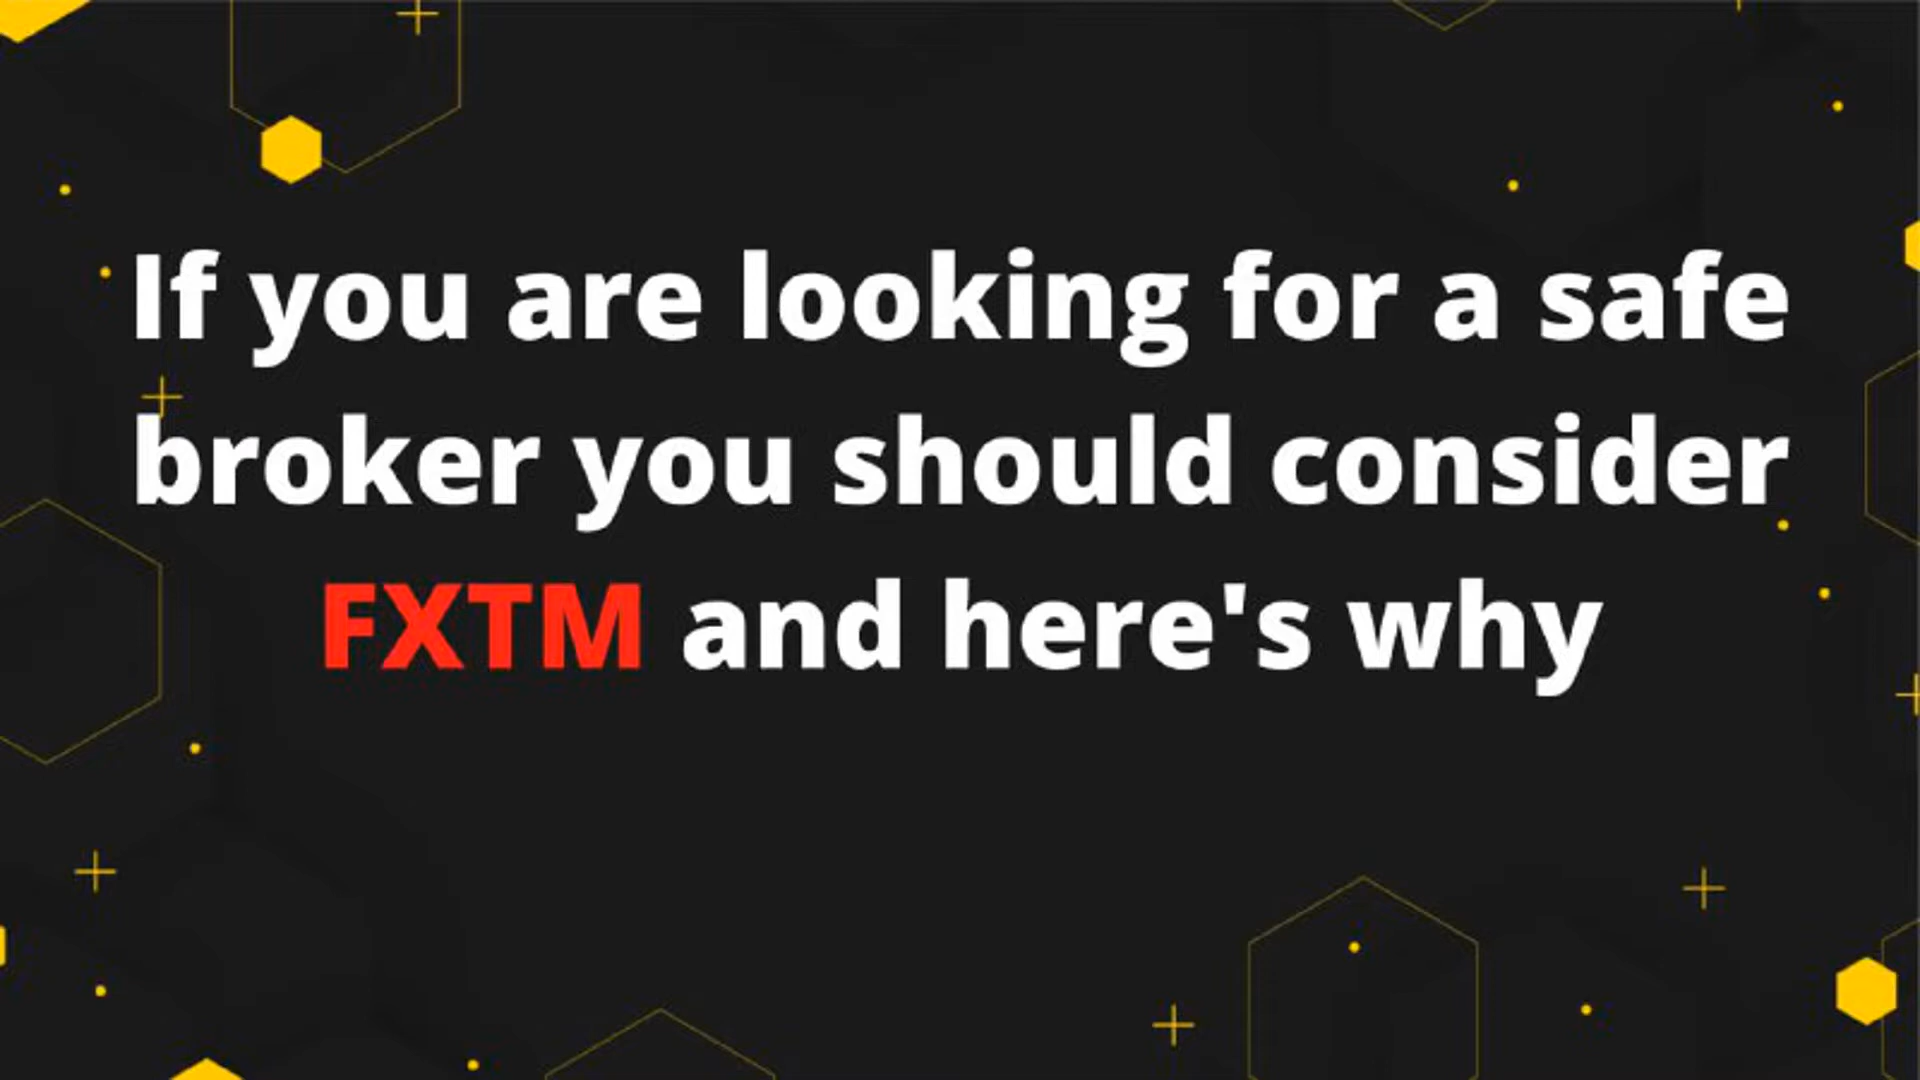 If you are looking for a safe
broker you should consider
FXTM and here's why